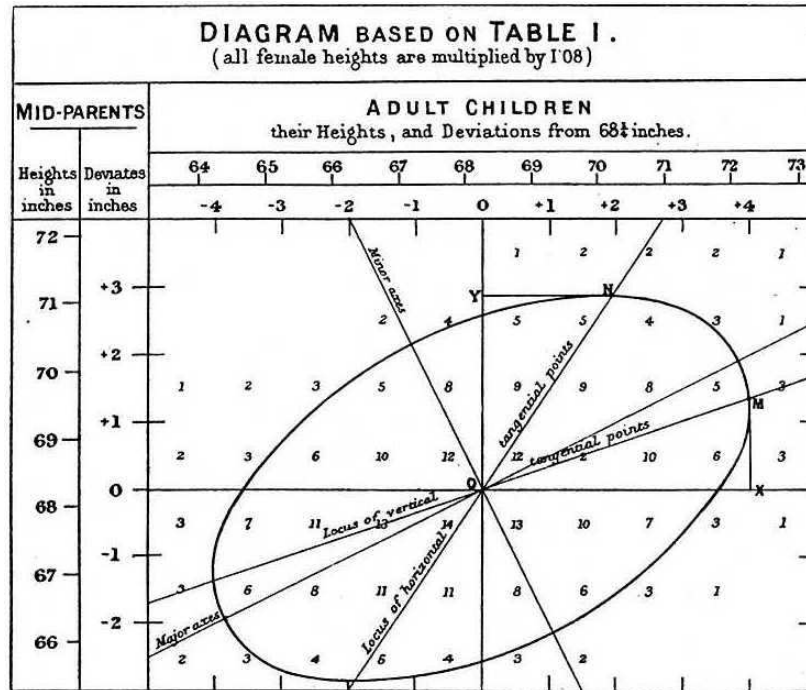 DIAGRAM BASED ON TABLE I.
(all female heights are multiplied by 1·08)
MID-PARENTS
ADULT CHILDREN
their Heights, and Deviations from 68¼ inches.
Heights in inches
Deviates in inches
64 65 66 67 68 69 70 71 72 73
-4 -3 -2 -1 0 +1 +2 +3 +4
72
1 2 2 2 1
Minor axes
+3
Y N
71
2 4 5 5 4 3 1
+2
tangential points
70
1 2 3 5 8 9 9 8 5 3
M
+1
tangential points
69
2 3 6 10 12 12 2 10 6 3
0
O X
68
Locus of vertical
3 7 11 13 14 13 10 7 3 1
-1
Locus of horizontal
67
3 6 8 11 11 8 6 3 1
-2
Major axes
66
2 3 4 5 4 3 2